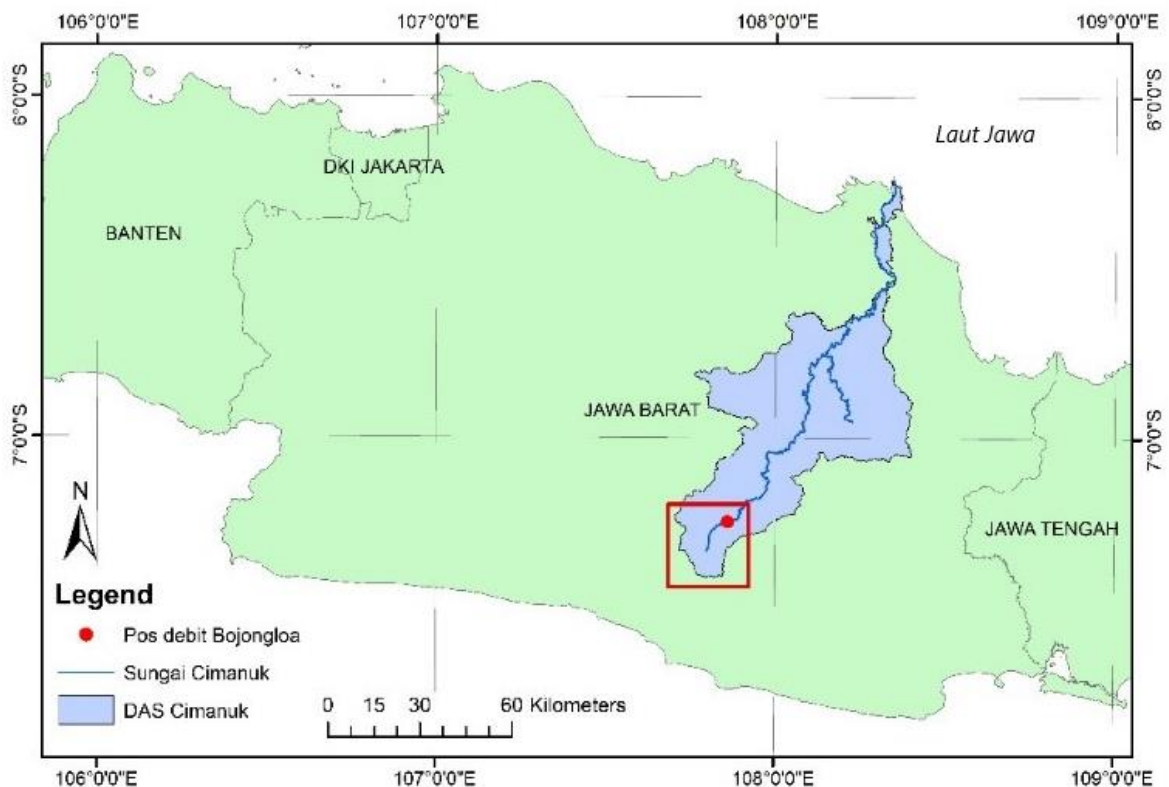 106°0'0"E 107°0'0"E 108°0'0"E 109°0'0"E
6°0'0"S 6°0'0"S
Laut Jawa
DKI JAKARTA
BANTEN
JAWA BARAT
7°0'0"S 7°0'0"S
N
JAWA TENGAH
Legend
Pos debit Bojongloa
Sungai Cimanuk
DAS Cimanuk
0 15 30 60 Kilometers
106°0'0"E 107°0'0"E 108°0'0"E 109°0'0"E